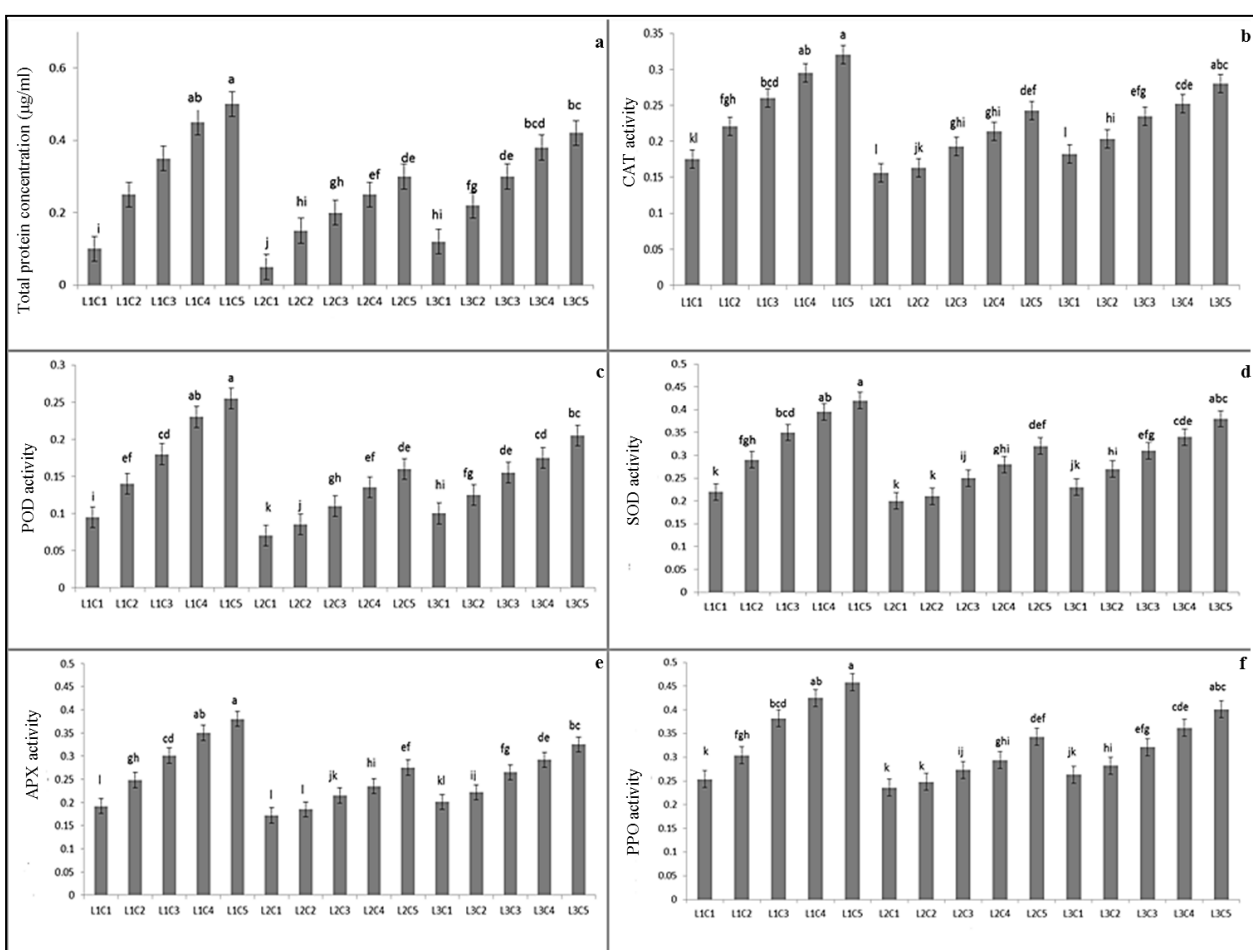 a
Total protein concentration (µg/ml)
0.6
0.4
0.2
0
i
ab
a
j
hi
gh
ef
de
hi
fg
de
bcd
bc
L1C1 L1C2 L1C3 L1C4 L1C5 L2C1 L2C2 L2C3 L2C4 L2C5 L3C1 L3C2 L3C3 L3C4 L3C5
b
CAT activity
0.35
0.3
0.25
0.2
0.15
0.1
0.05
0
kl
fgh
bcd
ab
a
l
jk
ghi
ghi
def
l
hi
efg
cde
abc
L1C1 L1C2 L1C3 L1C4 L1C5 L2C1 L2C2 L2C3 L2C4 L2C5 L3C1 L3C2 L3C3 L3C4 L3C5
c
POD activity
0.3
0.25
0.2
0.15
0.1
0.05
0
i
ef
cd
ab
a
k
j
gh
ef
de
hi
fg
de
cd
bc
L1C1 L1C2 L1C3 L1C4 L1C5 L2C1 L2C2 L2C3 L2C4 L2C5 L3C1 L3C2 L3C3 L3C4 L3C5
d
SOD activity
0.5
0.45
0.4
0.35
0.3
0.25
0.2
0.15
0.1
0.05
0
k
fgh
bcd
ab
a
k
k
ij
ghi
def
jk
hi
efg
cde
abc
L1C1 L1C2 L1C3 L1C4 L1C5 L2C1 L2C2 L2C3 L2C4 L2C5 L3C1 L3C2 L3C3 L3C4 L3C5
e
APX activity
0.5
0.45
0.4
0.35
0.3
0.25
0.2
0.15
0.1
0.05
0
l
gh
cd
ab
a
l
l
jk
hi
ef
kl
ij
fg
de
bc
L1C1 L1C2 L1C3 L1C4 L1C5 L2C1 L2C2 L2C3 L2C4 L2C5 L3C1 L3C2 L3C3 L3C4 L3C5
f
PPO activity
0.5
0.45
0.4
0.35
0.3
0.25
0.2
0.15
0.1
0.05
0
k
fgh
bcd
ab
a
k
k
ij
ghi
def
jk
hi
efg
cde
abc
L1C1 L1C2 L1C3 L1C4 L1C5 L2C1 L2C2 L2C3 L2C4 L2C5 L3C1 L3C2 L3C3 L3C4 L3C5